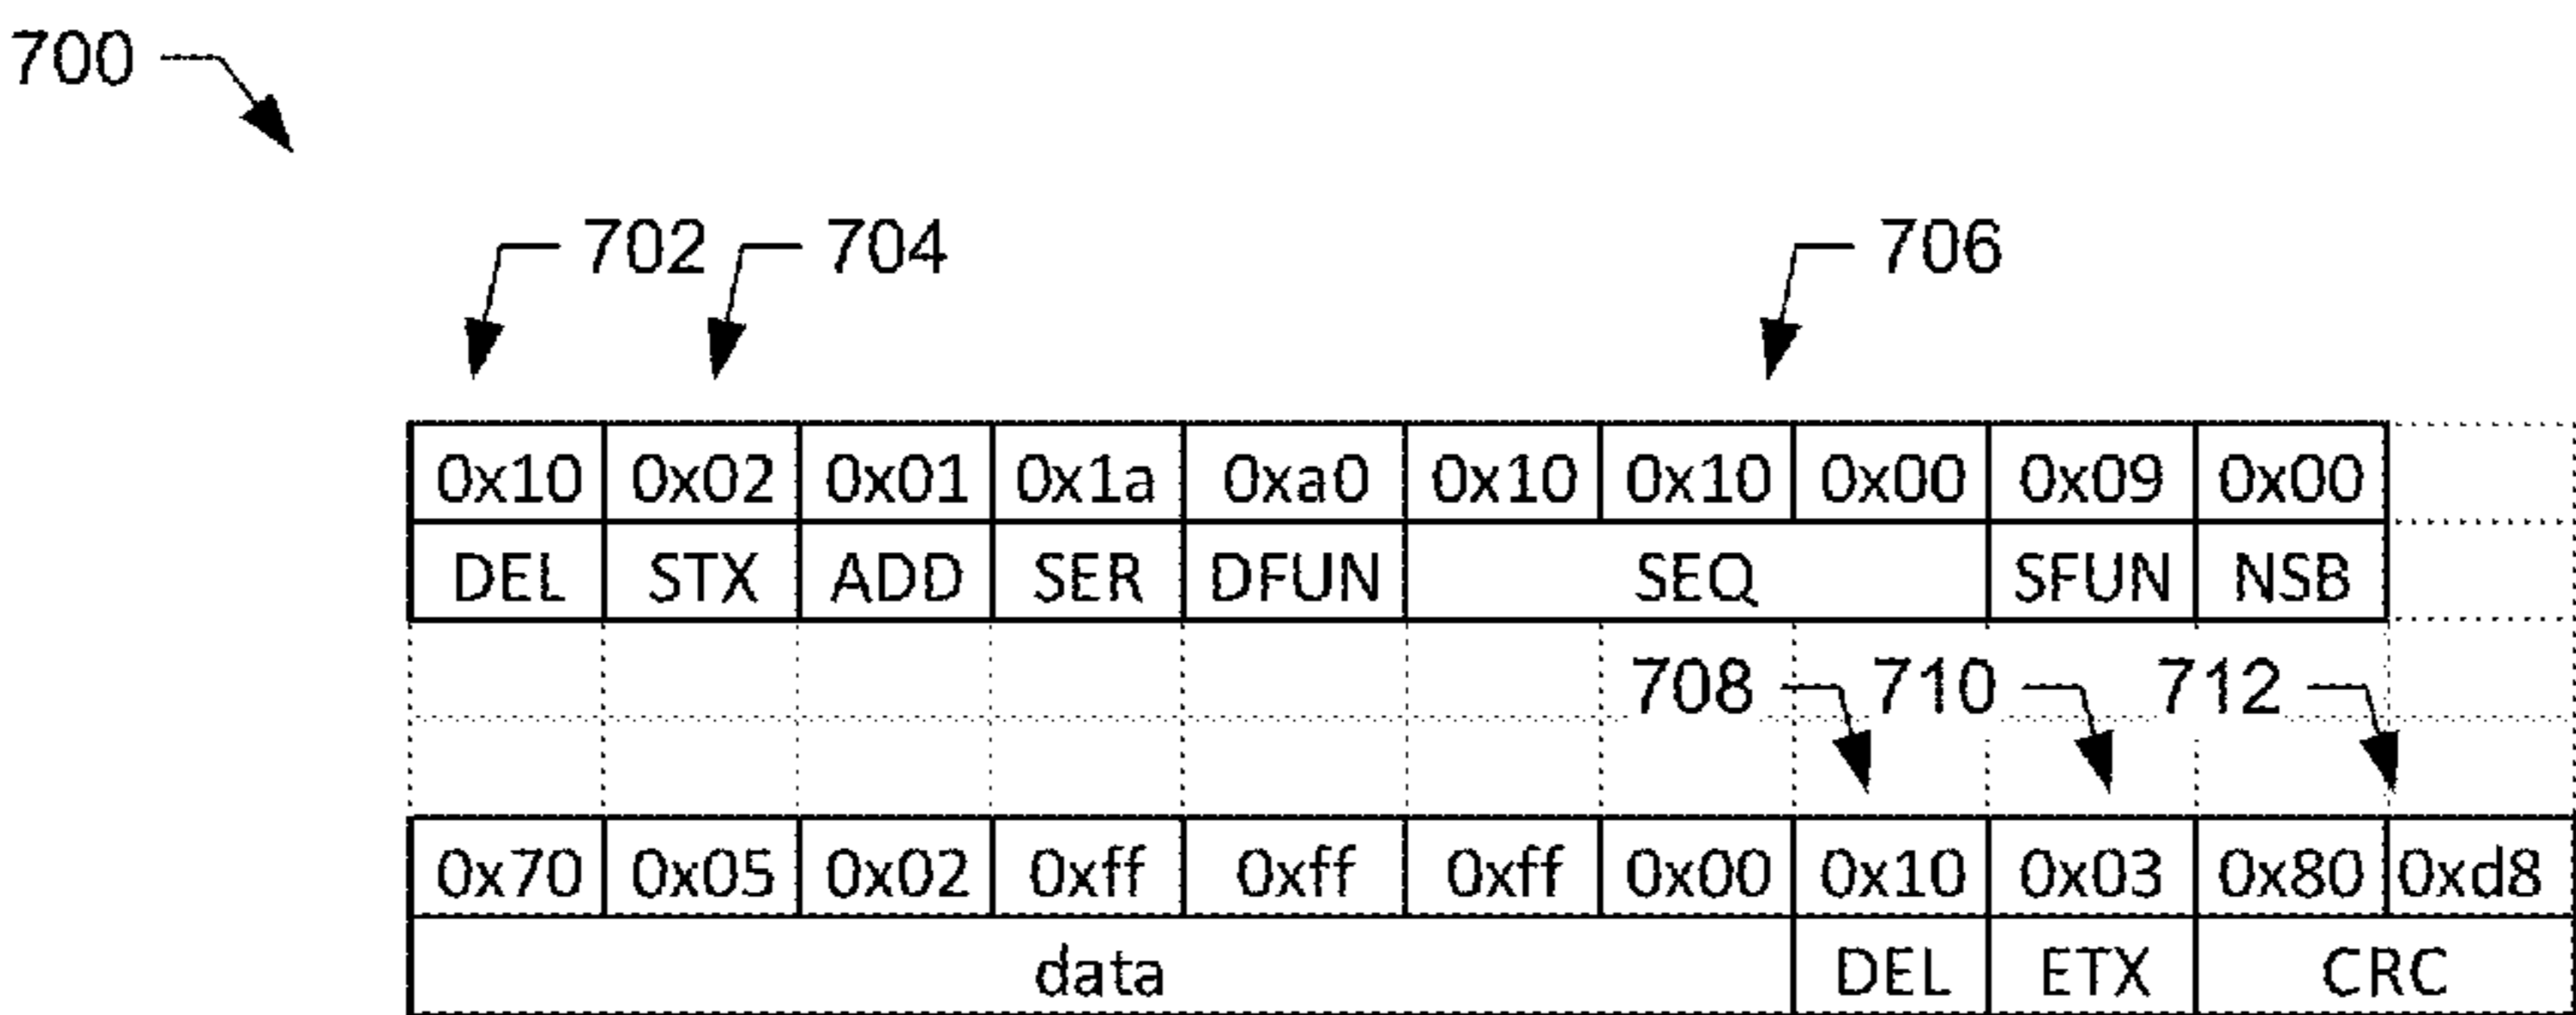 700
702 704 706
0x10 0x02 0x01 0x1a 0xa0 0x10 0x10 0x00 0x09 0x00
DEL STX ADD SER DFUN SEQ SFUN NSB
708 710 712
0x70 0x05 0x02 0xff 0xff 0xff 0x00 0x10 0x03 0x80 0xd8
data DEL ETX CRC